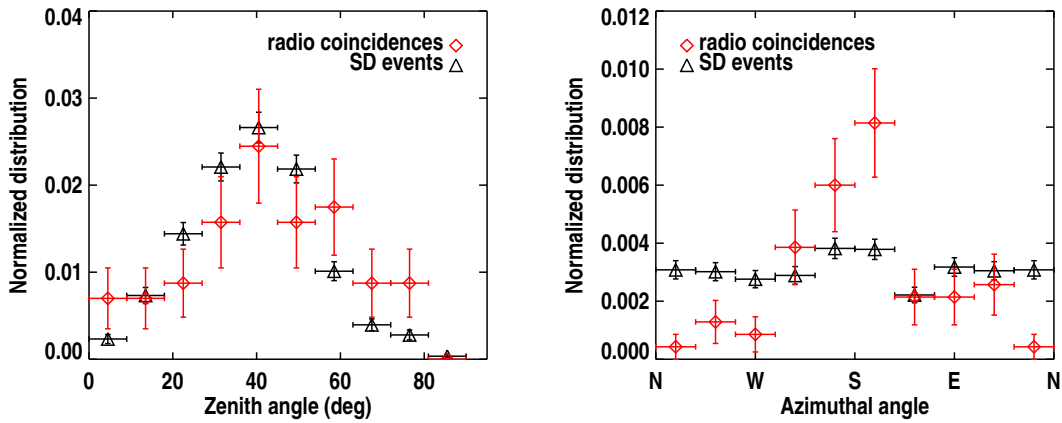 0.04
0.03
0.02
0.01
0.00
Normalized distribution
radio coincidences
SD events
0 20 40 60 80
Zenith angle (deg)
0.012
0.010
0.008
0.006
0.004
0.002
0.000
Normalized distribution
radio coincidences
SD events
N W S E N
Azimuthal angle